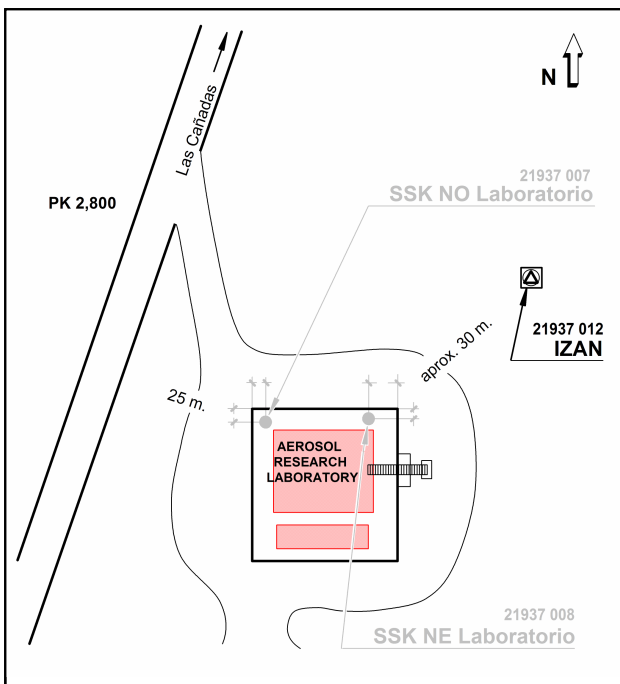 Las Cañadas
N
PK 2,800
21937 007
SSK NO Laboratorio
21937 012
IZAN
aprox. 30 m.
25 m.
AEROSOL
RESEARCH
LABORATORY
21937 008
SSK NE Laboratorio